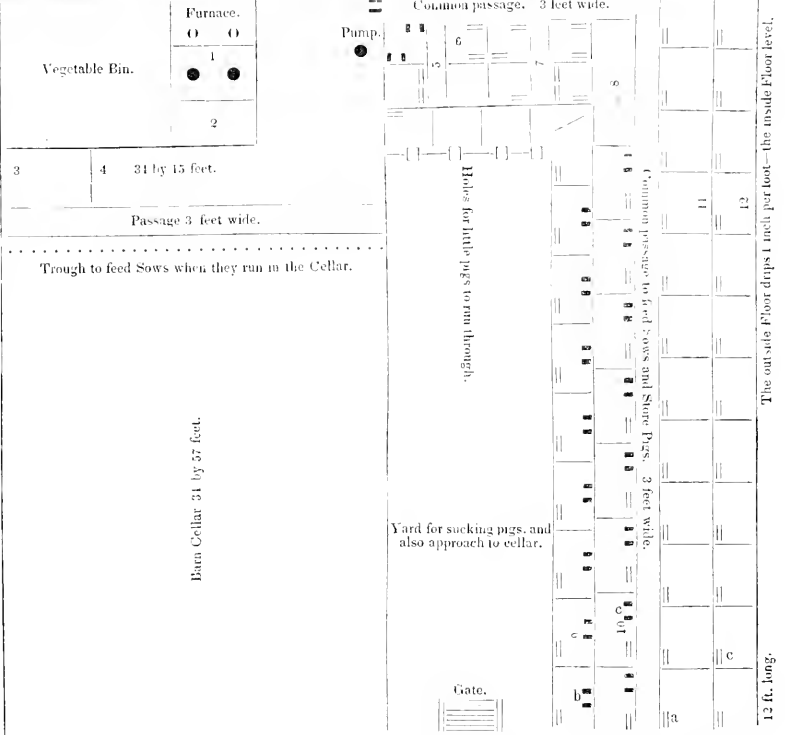 Furnace.
Common passage. 3 feet wide.
Pump.
6
1
5
7
Vegetable Bin.
8
2
3
4 31 by 15 feet.
Passage 3 feet wide.
11
12
Trough to feed Sows when they run in the Cellar.
Holes for little pigs to run through.
Common passage to feed Sows and Store Pigs. 3 feet wide.
The outside Floor drips 1 inch per foot—the inside Floor level.
Barn Cellar 31 by 57 feet.
Yard for sucking pigs, and
also approach to cellar.
c
10
c
c
Gate.
b
a
12 ft. long.